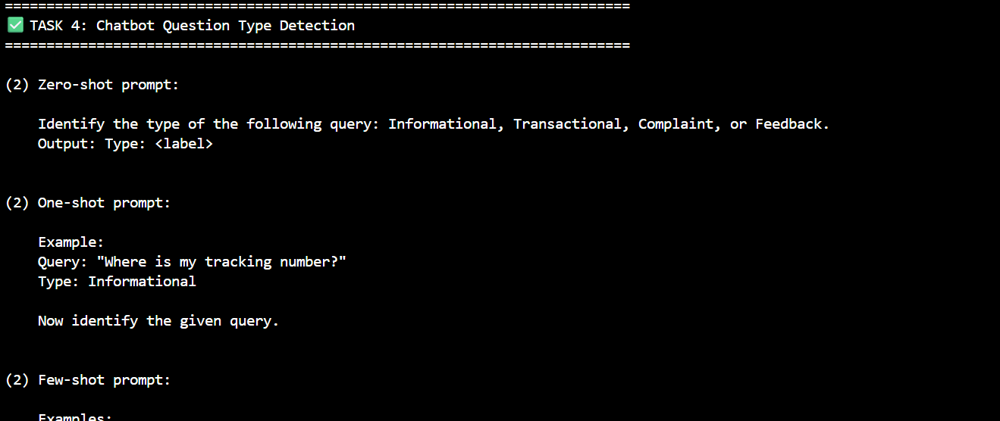 ===========================================================================
✅ TASK 4: Chatbot Question Type Detection
===========================================================================
(2) Zero-shot prompt:
Identify the type of the following query: Informational, Transactional, Complaint, or Feedback.
Output: Type: <label>
(2) One-shot prompt:
Example:
Query: "Where is my tracking number?"
Type: Informational
Now identify the given query.
(2) Few-shot prompt:
Examples: